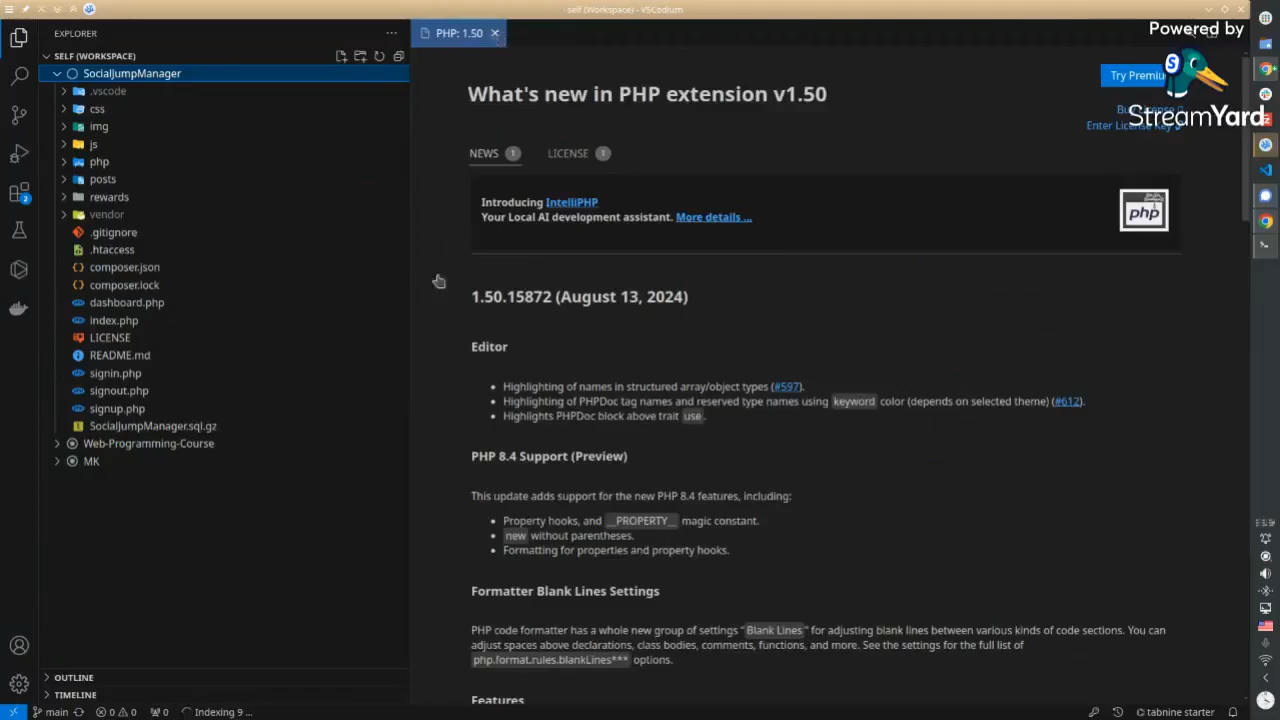 self (Workspace) - VSCodium
Powered by
StreamYard
EXPLORER
SELF (WORKSPACE)
SocialJumpManager
.vscode
css
img
js
php
posts
rewards
vendor
.gitignore
.htaccess
composer.json
composer.lock
dashboard.php
index.php
LICENSE
README.md
signin.php
signout.php
signup.php
SocialJumpManager.sql.gz
Web-Programming-Course
MK
OUTLINE
TIMELINE
PHP: 1.50
What's new in PHP extension v1.50
Try Premiu
Enter License Key
NEWS 1 LICENSE 1
Introducing IntelliPHP
Your Local AI development assistant. More details ...
php
1.50.15872 (August 13, 2024)
Editor
• Highlighting of names in structured array/object types (#597).
• Highlighting of PHPDoc tag names and reserved type names using keyword color (depends on selected theme) (#612).
• Highlights PHPDoc block above trait use.
PHP 8.4 Support (Preview)
This update adds support for the new PHP 8.4 features, including:
• Property hooks, and __PROPERTY__ magic constant.
• new without parentheses.
• Formatting for properties and property hooks.
Formatter Blank Lines Settings
PHP code formatter has a whole new group of settings "Blank Lines" for adjusting blank lines between various kinds of code sections. You can
adjust spaces above declarations, class bodies, comments, functions, and more. See the settings for the full list of
php.format.rules.blankLines*** options.
Features
2
main 0 0 0 Indexing 9 ...
tabnine starter